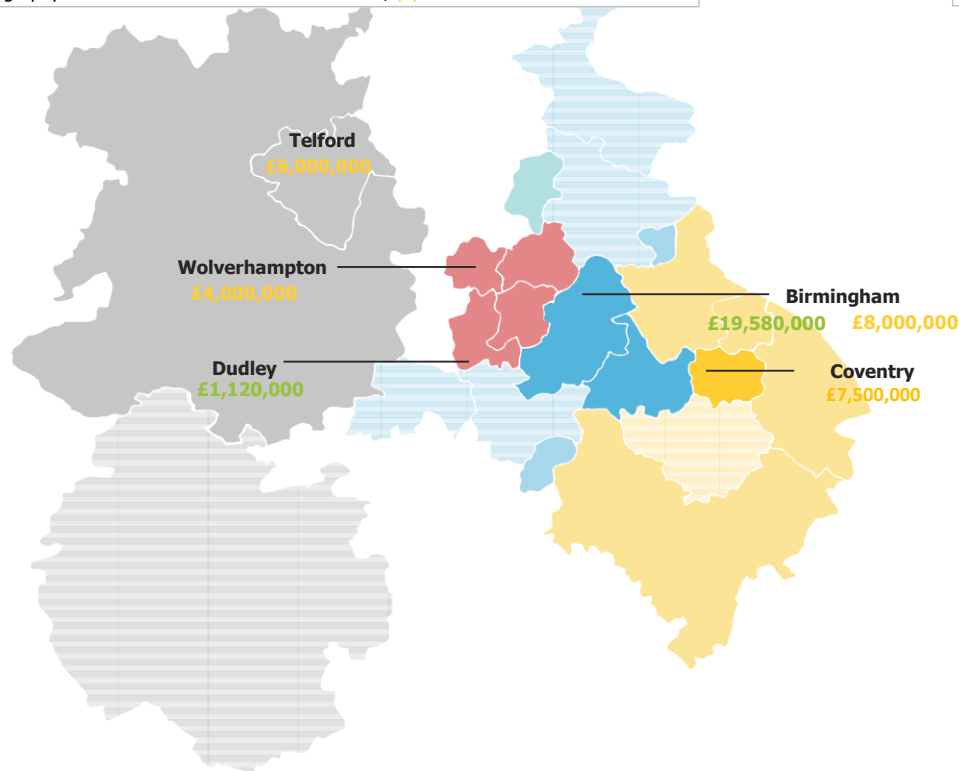 Telford
£6,000,000
Wolverhampton
£4,000,000
Birmingham
£19,580,000 £8,000,000
Dudley
£1,120,000
Coventry
£7,500,000